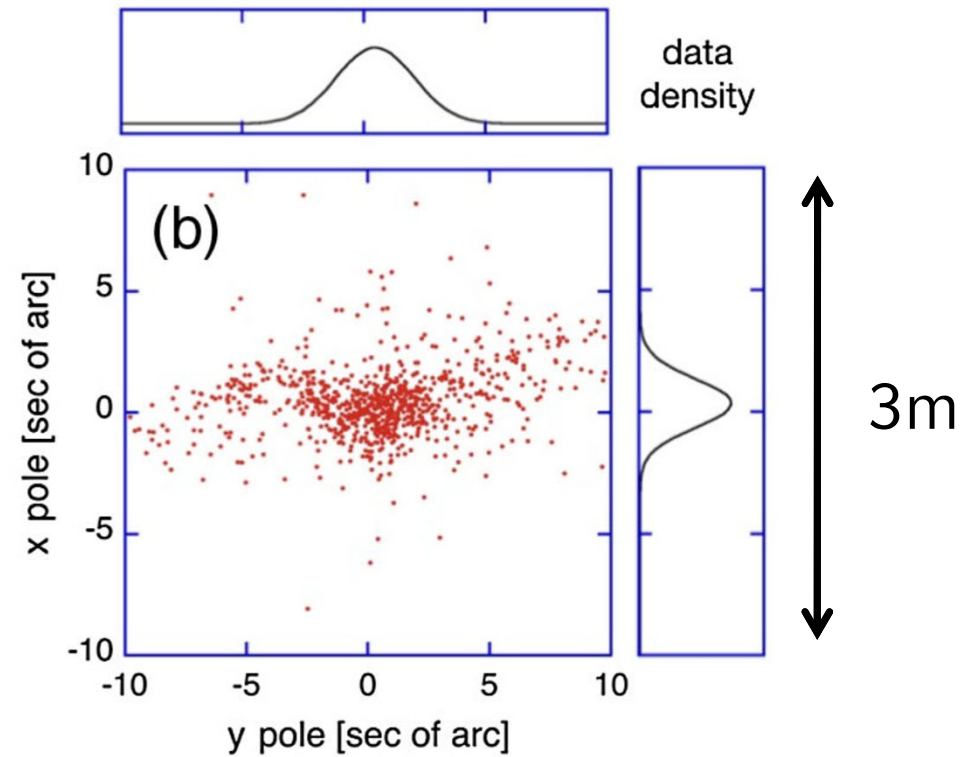 data
density
10
(b)
5
0
-5
-10
x pole [sec of arc]
3m
-10 -5 0 5 10
y pole [sec of arc]